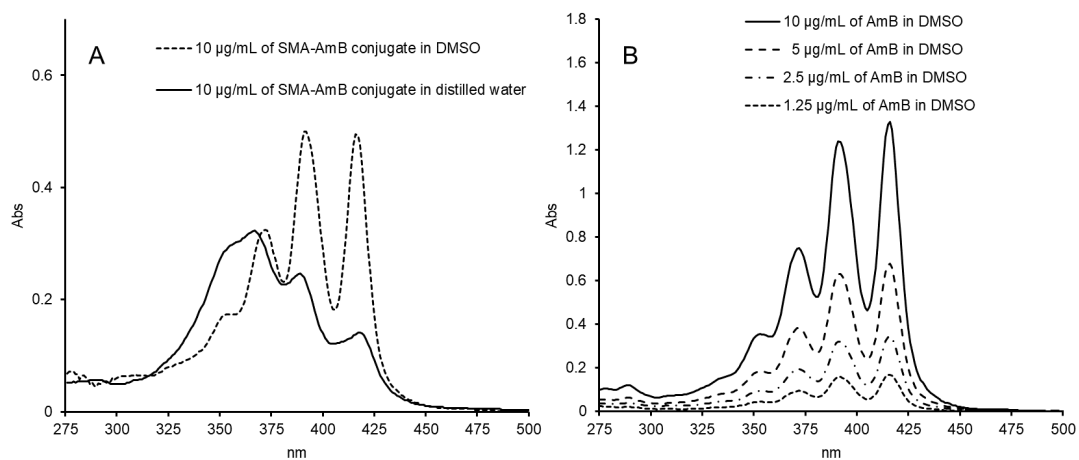 A
10 µg/mL of SMA-AmB conjugate in DMSO
10 µg/mL of SMA-AmB conjugate in distilled water
0.6
0.4
0.2
0
Abs
275 300 325 350 375 400 425 450 475 500
nm
B
10 µg/mL of AmB in DMSO
5 µg/mL of AmB in DMSO
2.5 µg/mL of AmB in DMSO
1.25 µg/mL of AmB in DMSO
1.8
1.6
1.4
1.2
1
0.8
0.6
0.4
0.2
0
Abs
275 300 325 350 375 400 425 450 475 500
nm